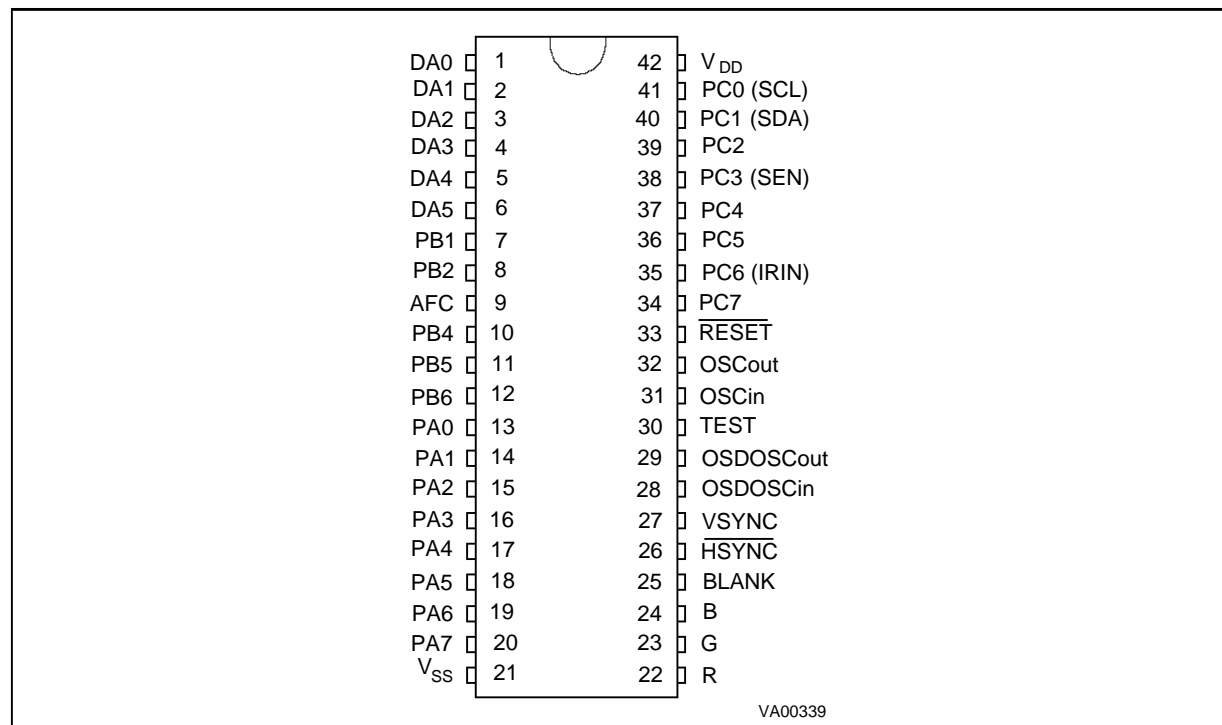 DA0 1 42 V DD
DA1 2 41 PC0 (SCL)
DA2 3 40 PC1 (SDA)
DA3 4 39 PC2
DA4 5 38 PC3 (SEN)
DA5 6 37 PC4
PB1 7 36 PC5
PB2 8 35 PC6 (IRIN)
AFC 9 34 PC7
PB4 10 33 RESET
PB5 11 32 OSCout
PB6 12 31 OSCin
PA0 13 30 TEST
PA1 14 29 OSDOSCout
PA2 15 28 OSDOSCin
PA3 16 27 VSYNC
PA4 17 26 HSYNC
PA5 18 25 BLANK
PA6 19 24 B
PA7 20 23 G
VSS 21 22 R
VA00339